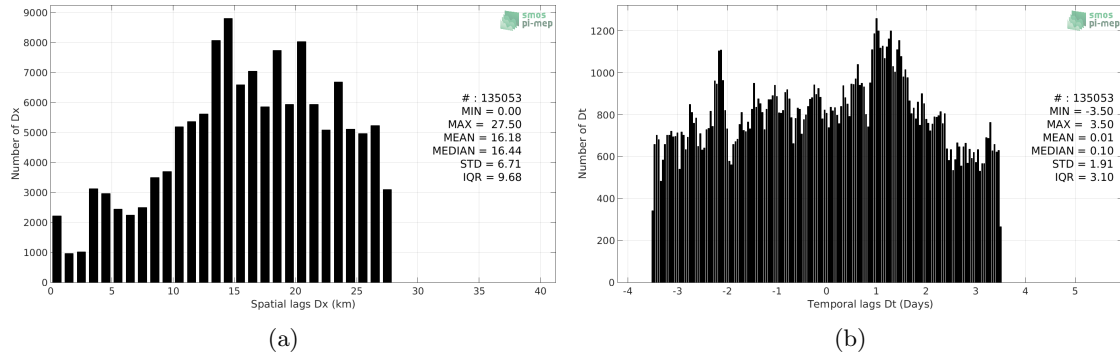 smos
pi-mep
9000
8000
7000
6000
5000
4000
3000
2000
1000
0
Number of Dx
# : 135053
MIN = 0.00
MAX = 27.50
MEAN = 16.18
MEDIAN = 16.44
STD = 6.71
IQR = 9.68
0 5 10 15 20 25 30 35 40
Spatial lags Dx (km)
(a)
smos
pi-mep
1200
1000
800
600
400
200
0
Number of Dt
# : 135053
MIN = -3.50
MAX = 3.50
MEAN = 0.01
MEDIAN = 0.10
STD = 1.91
IQR = 3.10
-4 -3 -2 -1 0 1 2 3 4 5
Temporal lags Dt (Days)
(b)